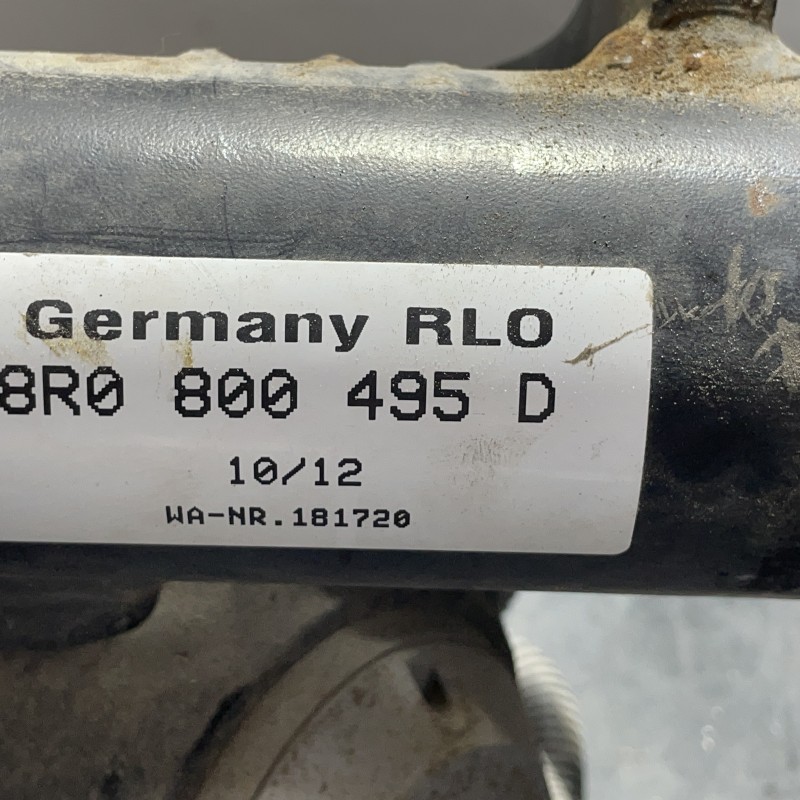 Germany RLO
8R0 800 495 D
10/12
WA-NR.181720